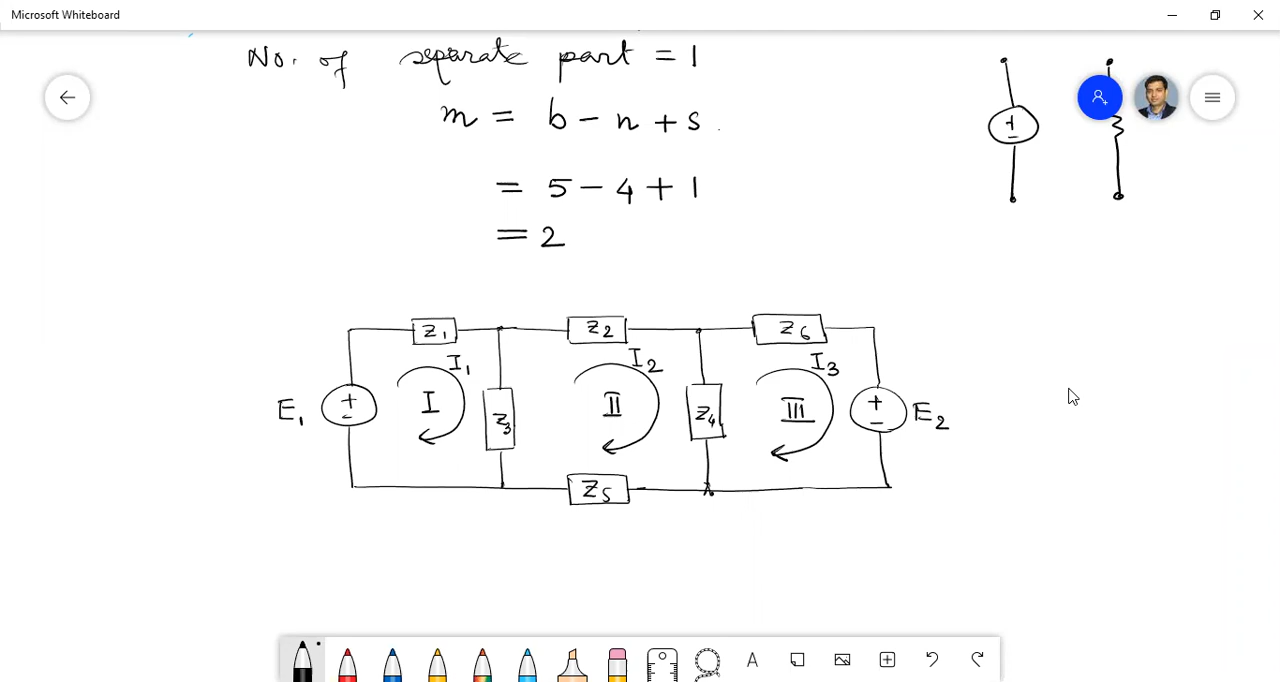 Microsoft Whiteboard
No. of separate part = 1
m = b - n + s
= 5 - 4 + 1
= 2
+
-
Z1
Z2
Z6
I1
I2
I3
E1
+
-
I
Z3
II
Z4
III
+
-
E2
Z5
A